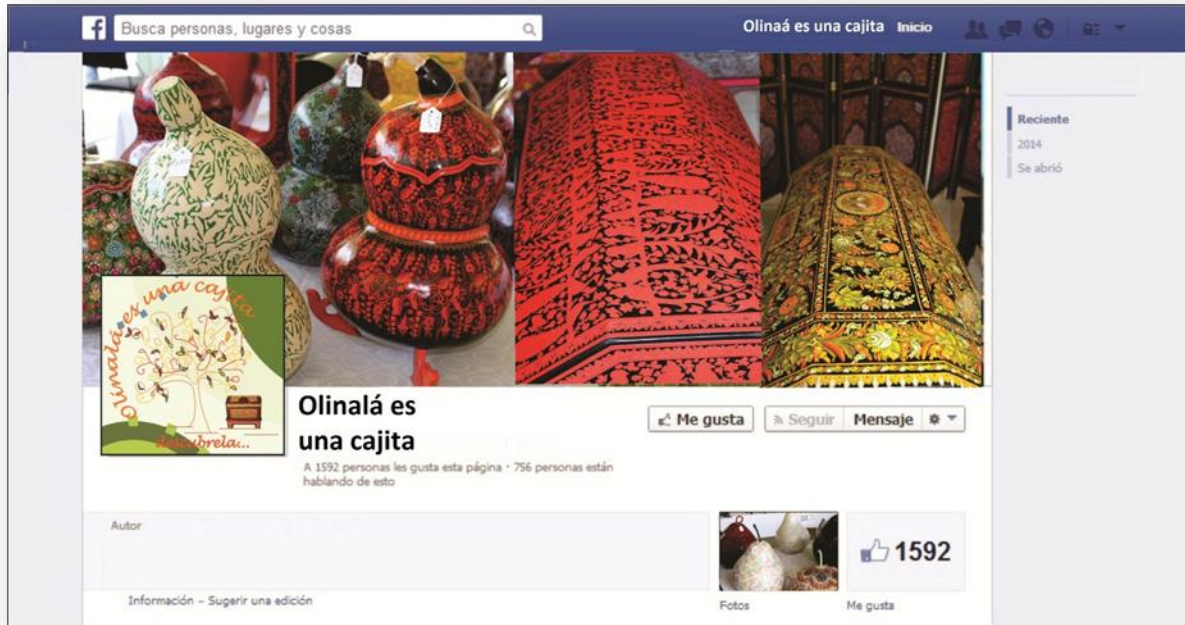 Busca personas, lugares y cosas
Olinaá es una cajita Inicio
Reciente
2014
Se abrió
Olinalá es una cajita
descubrela...
Olinalá es
una cajita
Me gusta
Seguir
Mensaje
A 1592 personas les gusta esta página · 756 personas están
hablando de esto
Autor
1592
Información – Sugerir una edición
Fotos
Me gusta